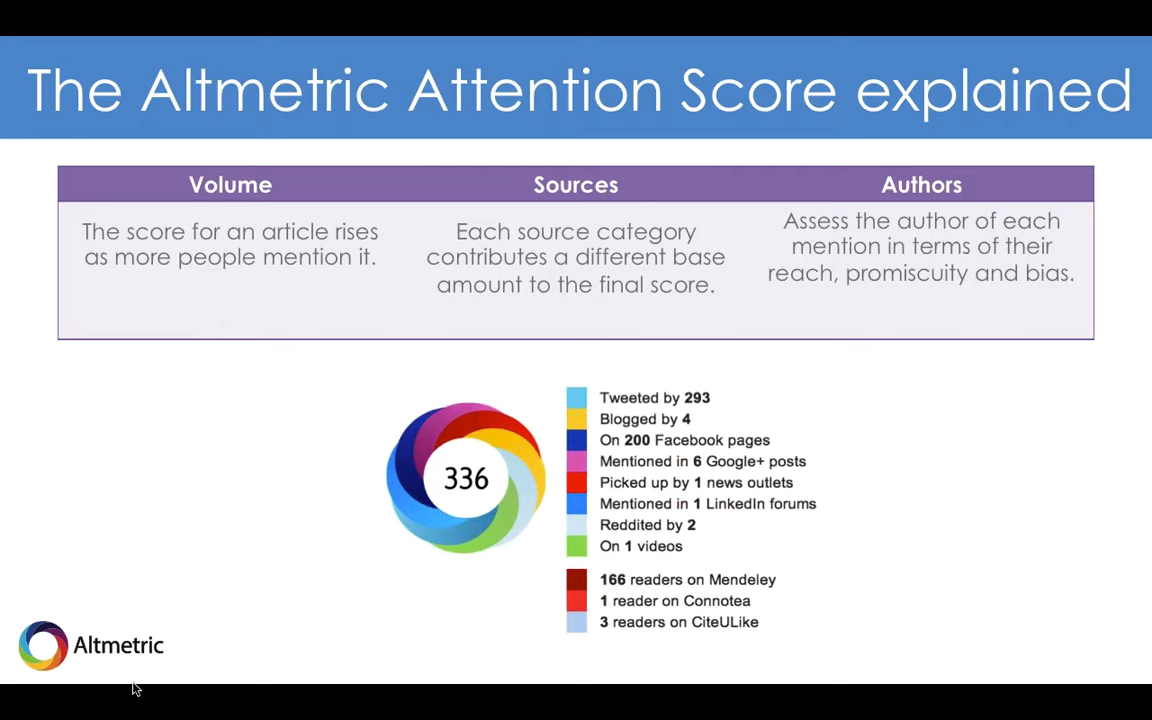 The Altmetric Attention Score explained
Volume
Sources
Authors
The score for an article rises
as more people mention it.
Each source category
contributes a different base
amount to the final score.
Assess the author of each
mention in terms of their
reach, promiscuity and bias.
336
Tweeted by 293
Blogged by 4
On 200 Facebook pages
Mentioned in 6 Google+ posts
Picked up by 1 news outlets
Mentioned in 1 LinkedIn forums
Reddited by 2
On 1 videos
166 readers on Mendeley
1 reader on Connotea
3 readers on CiteULike
Altmetric